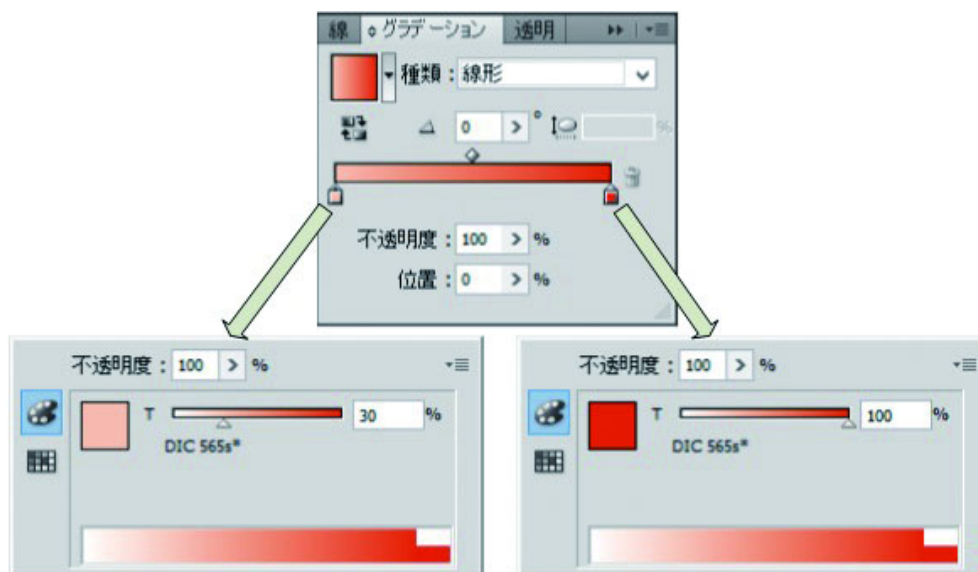 線 グラデーション 透明
種類：線形
0 ° %
不透明度：100 %
位置：0 %
不透明度：100 %
T 30 %
DIC 565s*
不透明度：100 %
T 100 %
DIC 565s*